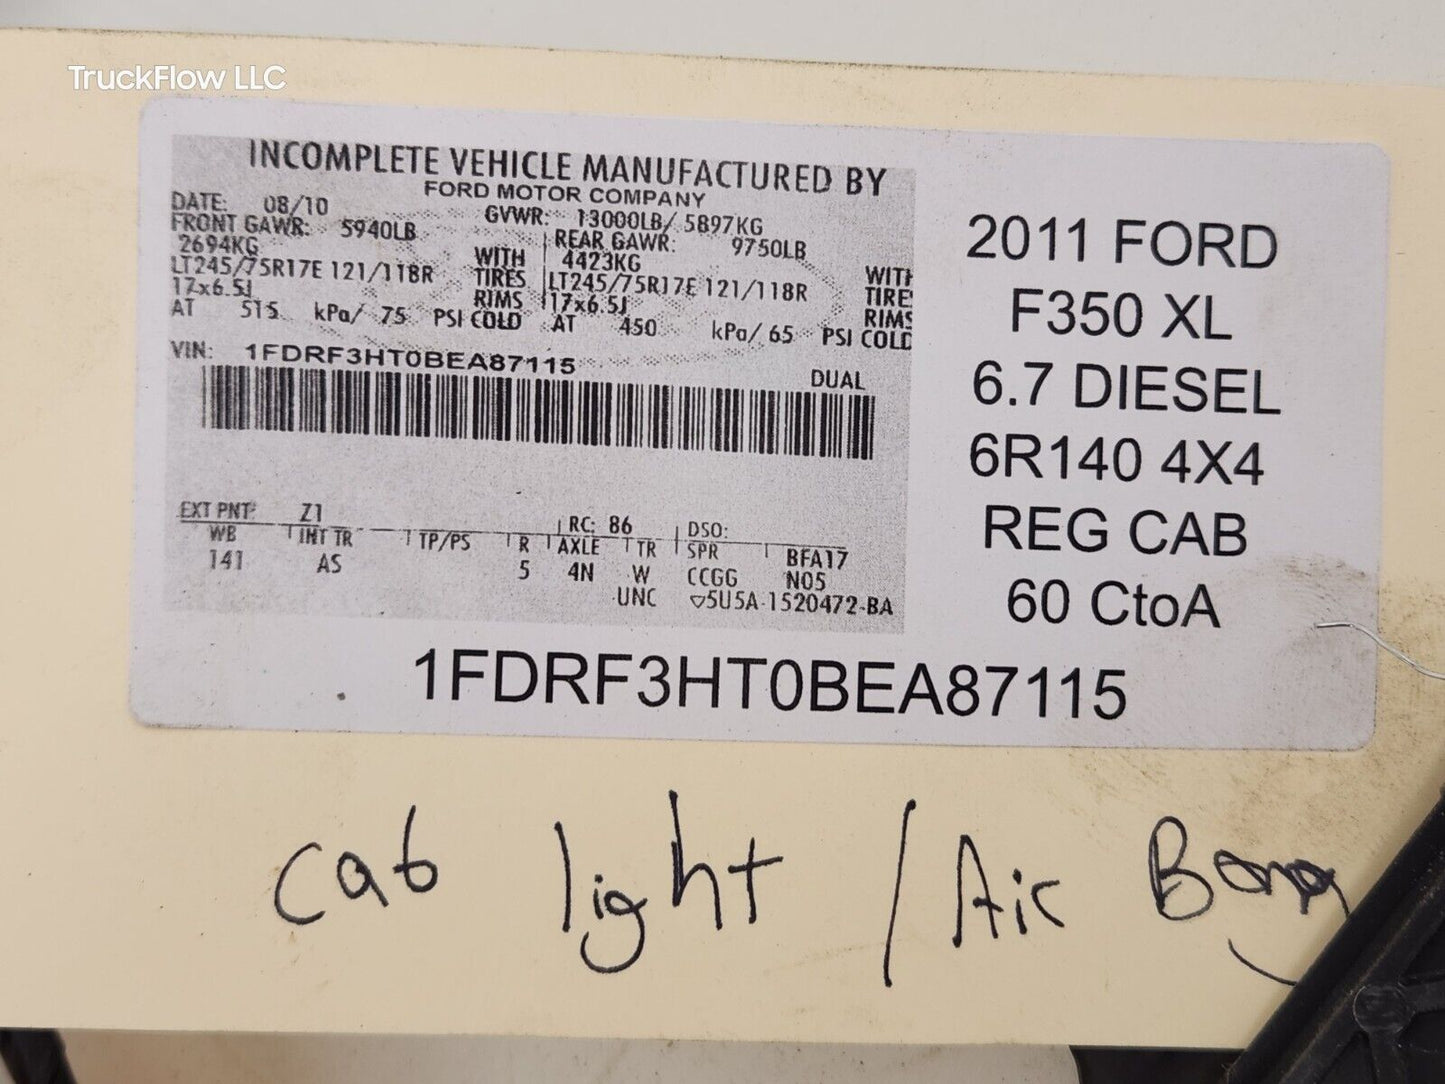 TruckFlow LLC
INCOMPLETE VEHICLE MANUFACTURED BY
FORD MOTOR COMPANY
DATE: 08/10 GVWR: 13000LB/ 5897KG
FRONT GAWR: 5940LB REAR GAWR: 9750LB
2694KG WITH 4423KG WITH
LT245/75R17E 121/118R TIRES LT245/75R17E 121/118R TIRES
17x6.5J RIMS 17x6.5J RIMS
AT 515 kPa/ 75 PSI COLD AT 450 kPa/ 65 PSI COLD
VIN: 1FDRF3HT0BEA87115
DUAL
EXT PNT: Z1 RC: 86 DSO:
WB INT TR TP/PS R AXLE TR SPR BFA17
141 AS 5 4N W CCGG N05
UNC ▽5U5A-1520472-BA
2011 FORD
F350 XL
6.7 DIESEL
6R140 4X4
REG CAB
60 CtoA
1FDRF3HT0BEA87115
Cab light / Air